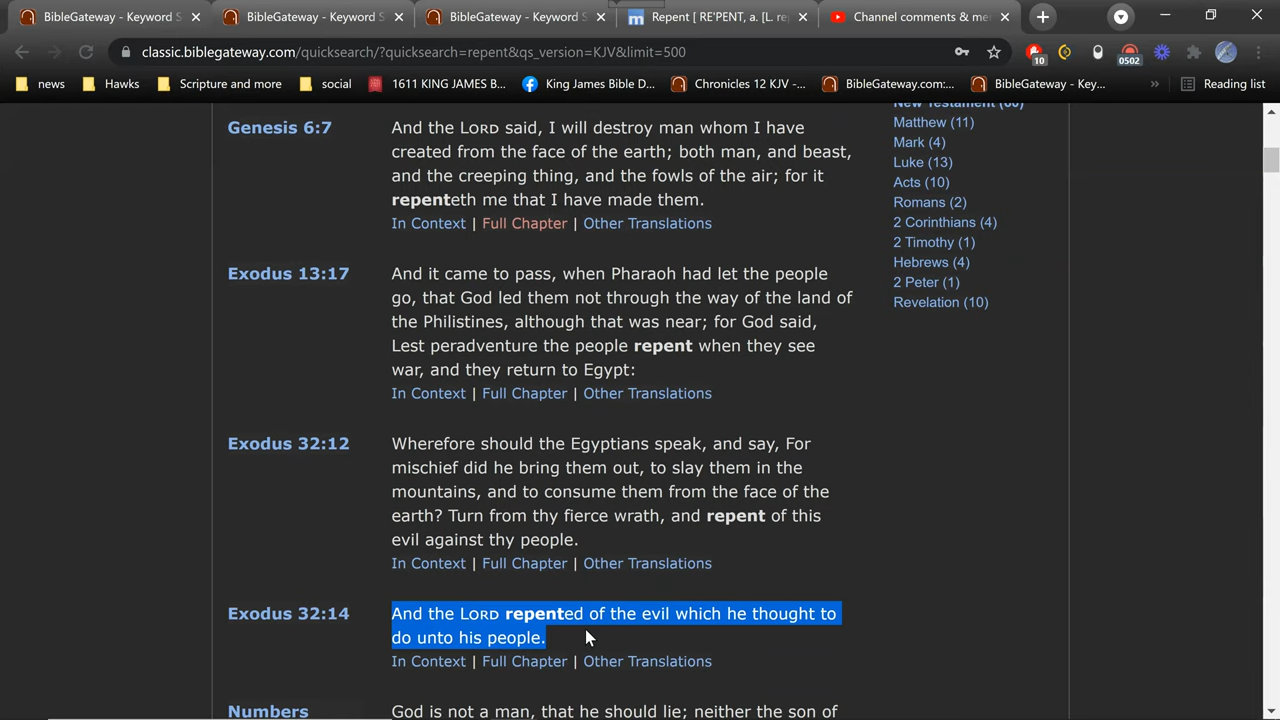 BibleGateway - Keyword S
BibleGateway - Keyword S
BibleGateway - Keyword S
Repent [ RE'PENT, a. [L. re
Channel comments & me
classic.biblegateway.com/quicksearch/?quicksearch=repent&qs_version=KJV&limit=500
10
0502
news
Hawks
Scripture and more
social
1611 KING JAMES B...
King James Bible D...
Chronicles 12 KJV -...
BibleGateway.com:...
BibleGateway - Key...
Reading list
New Testament (60)
Matthew (11)
Mark (4)
Luke (13)
Acts (10)
Romans (2)
2 Corinthians (4)
2 Timothy (1)
Hebrews (4)
2 Peter (1)
Revelation (10)
Genesis 6:7
And the LORD said, I will destroy man whom I have
created from the face of the earth; both man, and beast,
and the creeping thing, and the fowls of the air; for it
repenteth me that I have made them.
In Context | Full Chapter | Other Translations
Exodus 13:17
And it came to pass, when Pharaoh had let the people
go, that God led them not through the way of the land of
the Philistines, although that was near; for God said,
Lest peradventure the people repent when they see
war, and they return to Egypt:
In Context | Full Chapter | Other Translations
Exodus 32:12
Wherefore should the Egyptians speak, and say, For
mischief did he bring them out, to slay them in the
mountains, and to consume them from the face of the
earth? Turn from thy fierce wrath, and repent of this
evil against thy people.
In Context | Full Chapter | Other Translations
Exodus 32:14
And the LORD repented of the evil which he thought to
do unto his people.
In Context | Full Chapter | Other Translations
Numbers
God is not a man, that he should lie; neither the son of